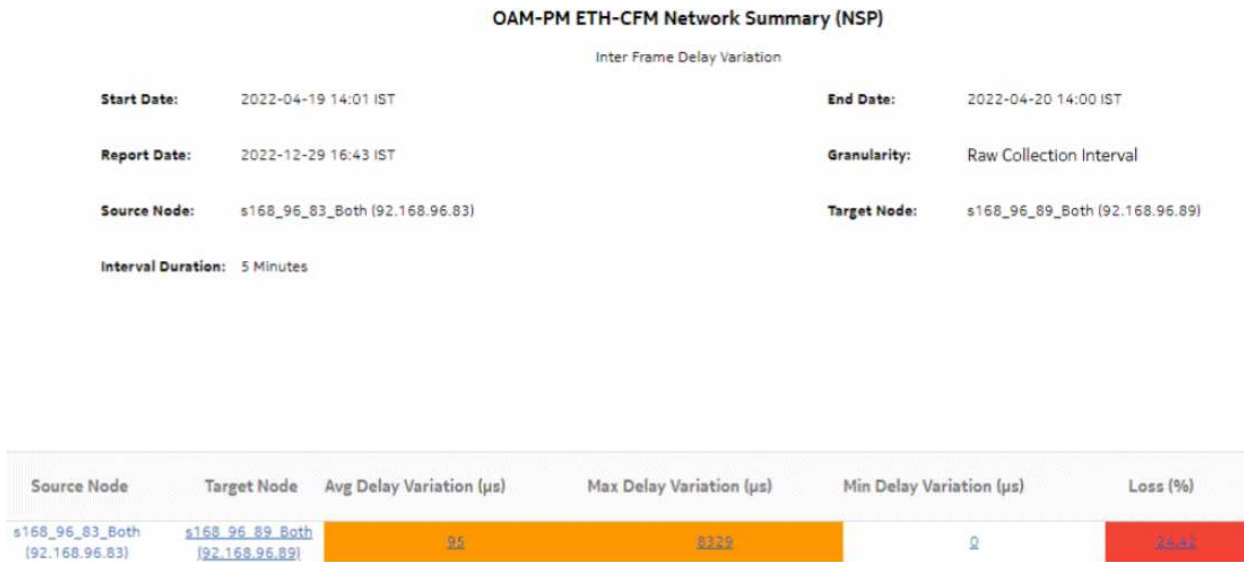 OAM-PM ETH-CFM Network Summary (NSP)
Inter Frame Delay Variation
Start Date: 2022-04-19 14:01 IST End Date: 2022-04-20 14:00 IST
Report Date: 2022-12-29 16:43 IST Granularity: Raw Collection Interval
Source Node: s168_96_83_Both (92.168.96.83) Target Node: s168_96_89_Both (92.168.96.89)
Interval Duration: 5 Minutes
Source Node Target Node Avg Delay Variation (µs) Max Delay Variation (µs) Min Delay Variation (µs) Loss (%)
s168_96_83_Both s168_96_89_Both 95 8329 0 24.42
(92.168.96.83) (92.168.96.89)